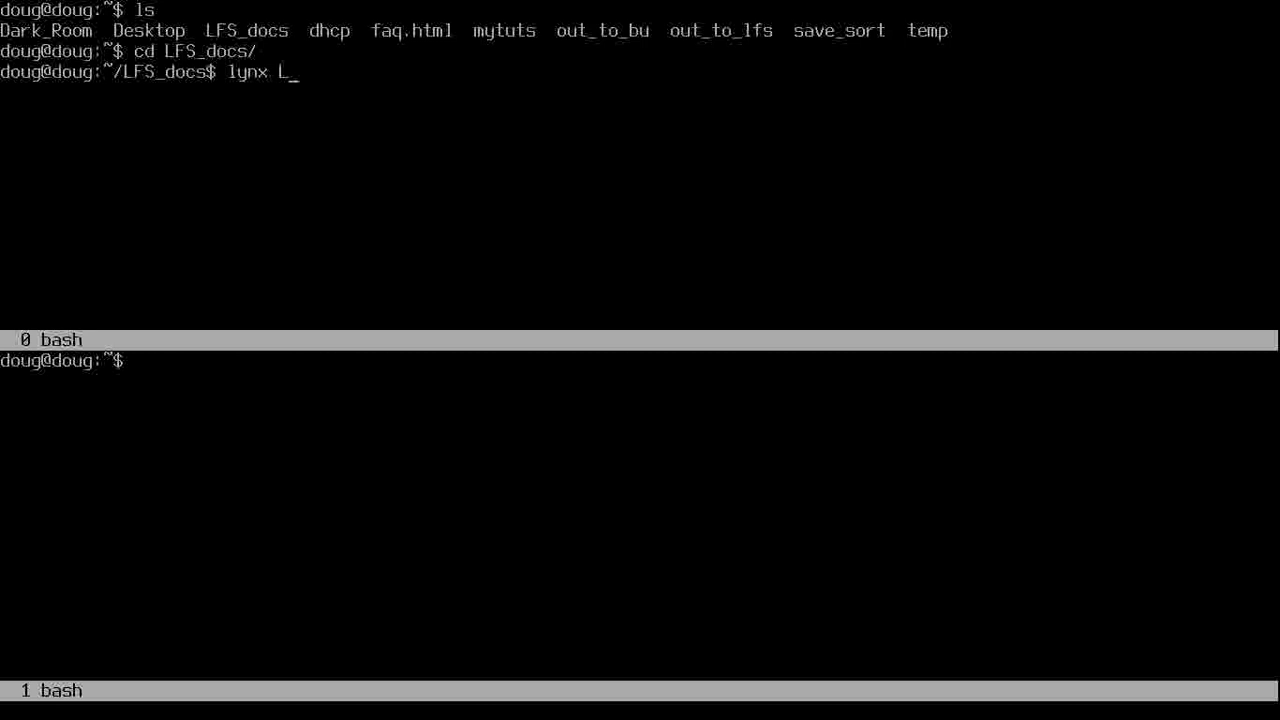 doug@doug:~$ ls
Dark_Room  Desktop  LFS_docs  dhcp  faq.html  mytuts  out_to_bu  out_to_lfs  save_sort  temp
doug@doug:~$ cd LFS_docs/
doug@doug:~/LFS_docs$ lynx L_
0 bash
doug@doug:~$
1 bash